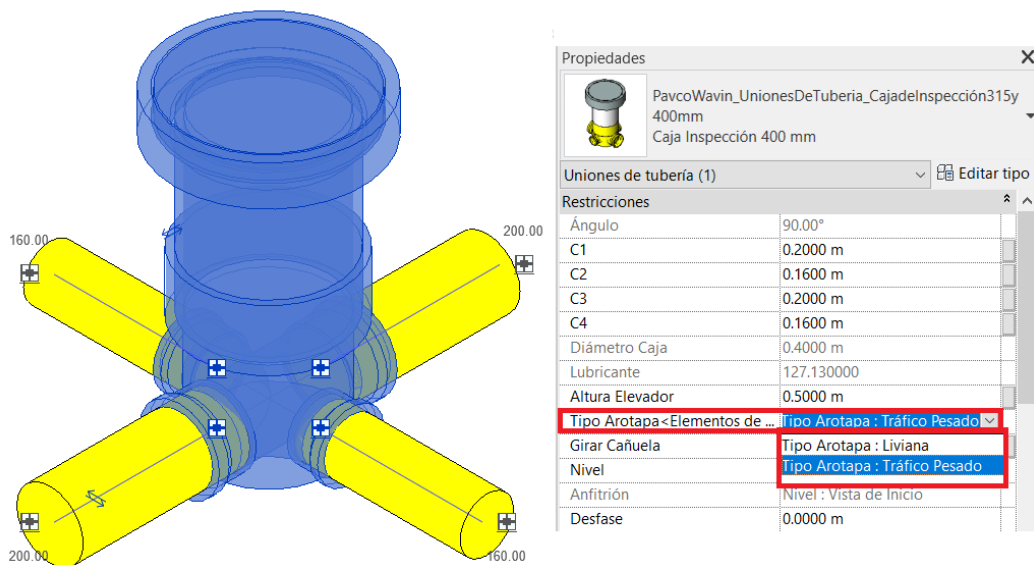 160.00
200.00
200.00
160.00
Propiedades
PavcoWavin_UnionesDeTuberia_CajadeInspección315y
400mm
Caja Inspección 400 mm
Uniones de tubería (1)
Editar tipo
Restricciones
Ángulo 90.00°
C1 0.2000 m
C2 0.1600 m
C3 0.2000 m
C4 0.1600 m
Diámetro Caja 0.4000 m
Lubricante 127.130000
Altura Elevador 0.5000 m
Tipo Arotapa<Elementos de ... Tipo Arotapa : Tráfico Pesado
Girar Cañuela Tipo Arotapa : Liviana
Nivel Tipo Arotapa : Tráfico Pesado
Anfitrión Nivel : Vista de Inicio
Desfase 0.0000 m